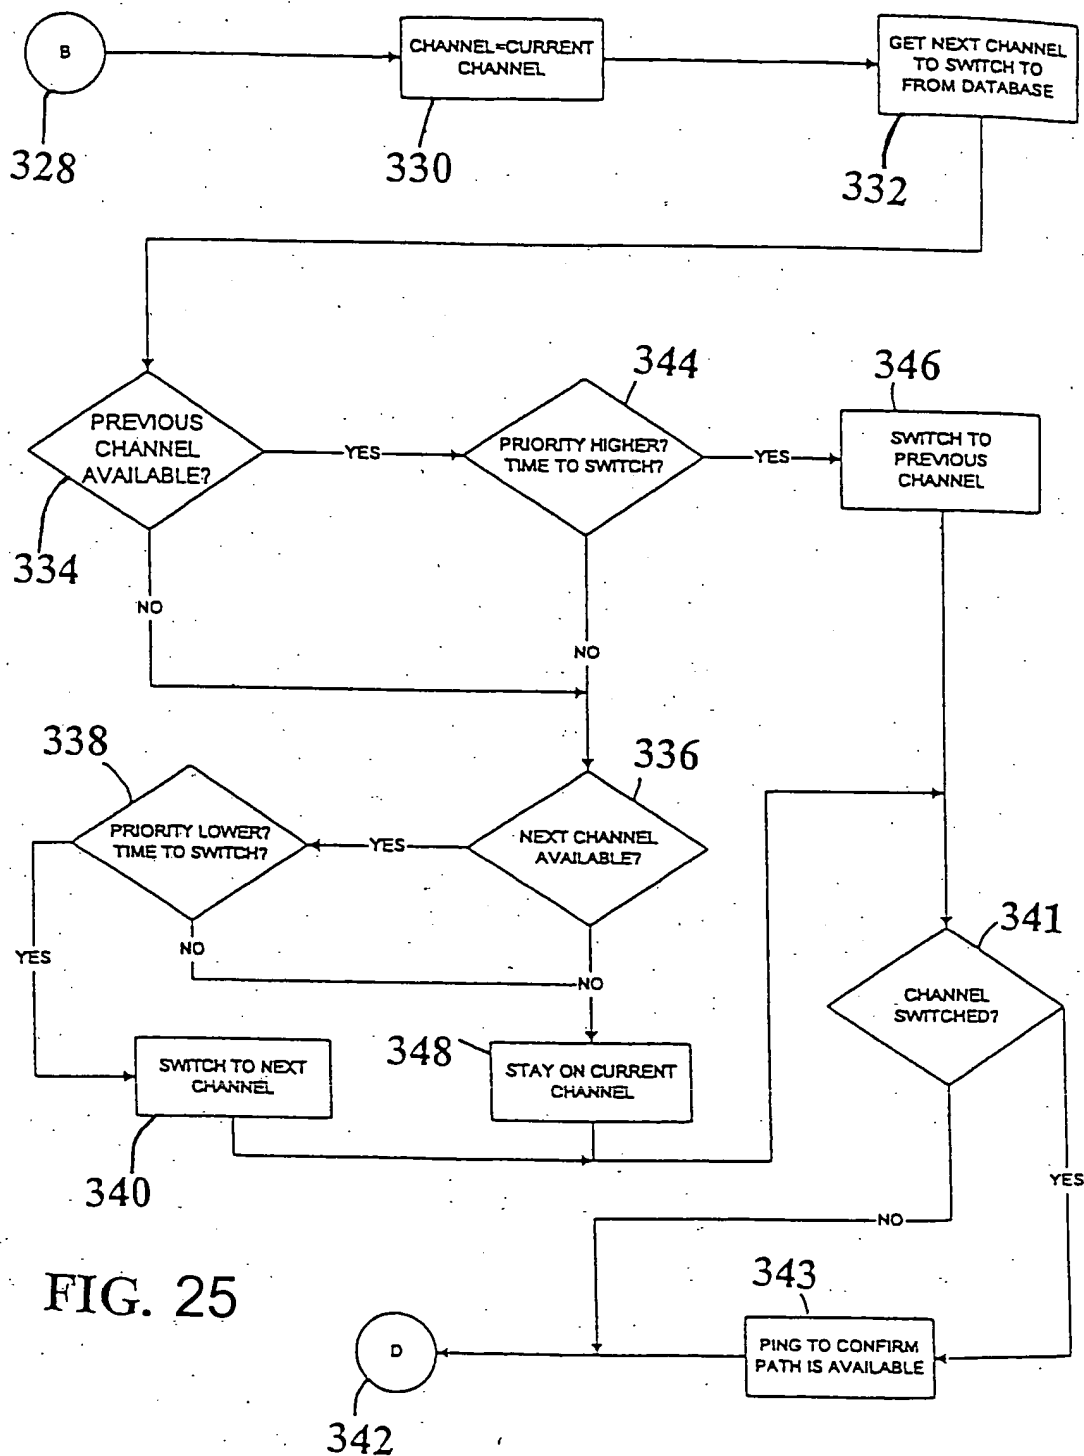 B
CHANNEL=CURRENT
CHANNEL
GET NEXT CHANNEL
TO SWITCH TO
FROM DATABASE
328
330
332
344
346
PREVIOUS
CHANNEL
AVAILABLE?
YES
PRIORITY HIGHER?
TIME TO SWITCH?
YES
SWITCH TO
PREVIOUS
CHANNEL
334
NO
NO
338
336
PRIORITY LOWER?
TIME TO SWITCH?
YES
NEXT CHANNEL
AVAILABLE?
341
YES
NO
NO
CHANNEL
SWITCHED?
SWITCH TO NEXT
CHANNEL
348
STAY ON CURRENT
CHANNEL
340
YES
NO
FIG. 25
343
D
PING TO CONFIRM
PATH IS AVAILABLE
342